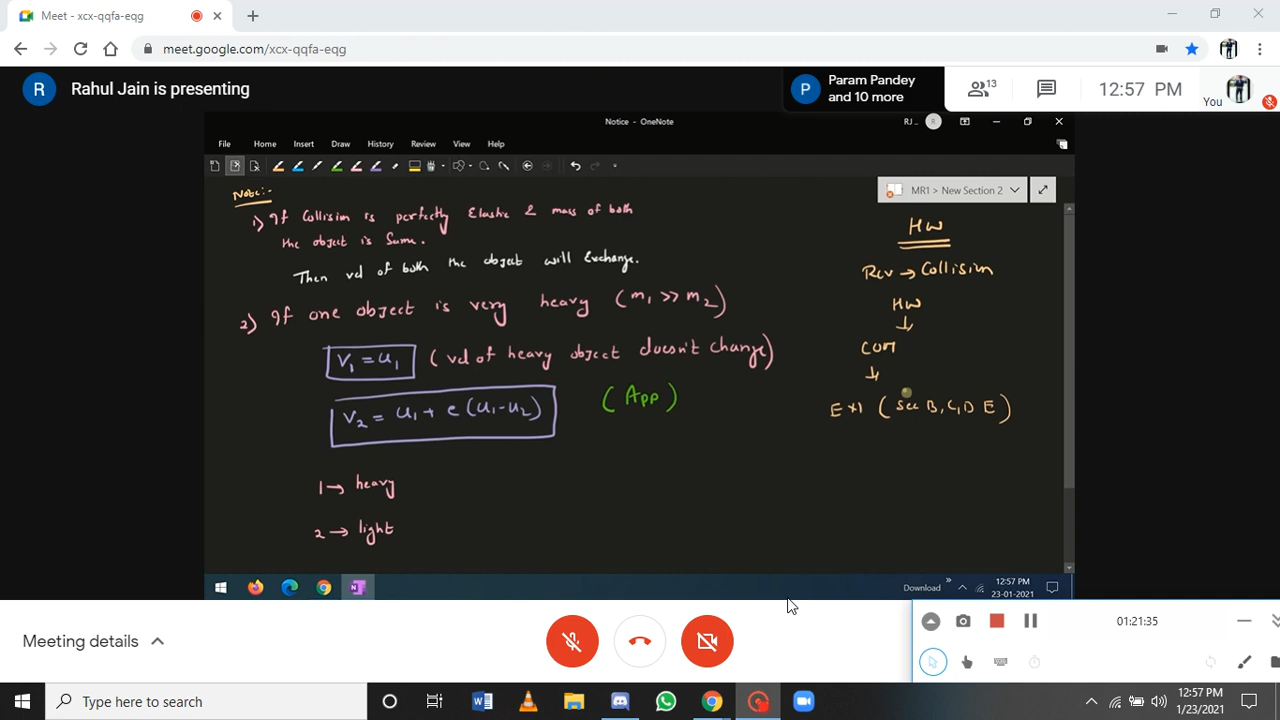 Meet - xcx-qqfa-eqg
meet.google.com/xcx-qqfa-eqg
R Rahul Jain is presenting
P Param Pandey and 10 more
13
12:57 PM
You
Notice - OneNote
RJ ... R
File Home Insert Draw History Review View Help
MR1 > New Section 2
Note:-
1) If Collision is perfectly Elastic & mass of both
the object is Same.
Then vel of both the object will Exchange.
2) If one object is very heavy (m₁ >> m₂)
V₁ = u₁ (vel of heavy object doesn't change)
V₂ = u₁ + e (u₁ - u₂) (App)
1 → heavy
2 → light
HW
Rev → Collision
HW
↓
COM
↓
Ex1 (Sec B, C, D E)
Download
12:57 PM
23-01-2021
Meeting details
01:21:35
Type here to search
12:57 PM
1/23/2021